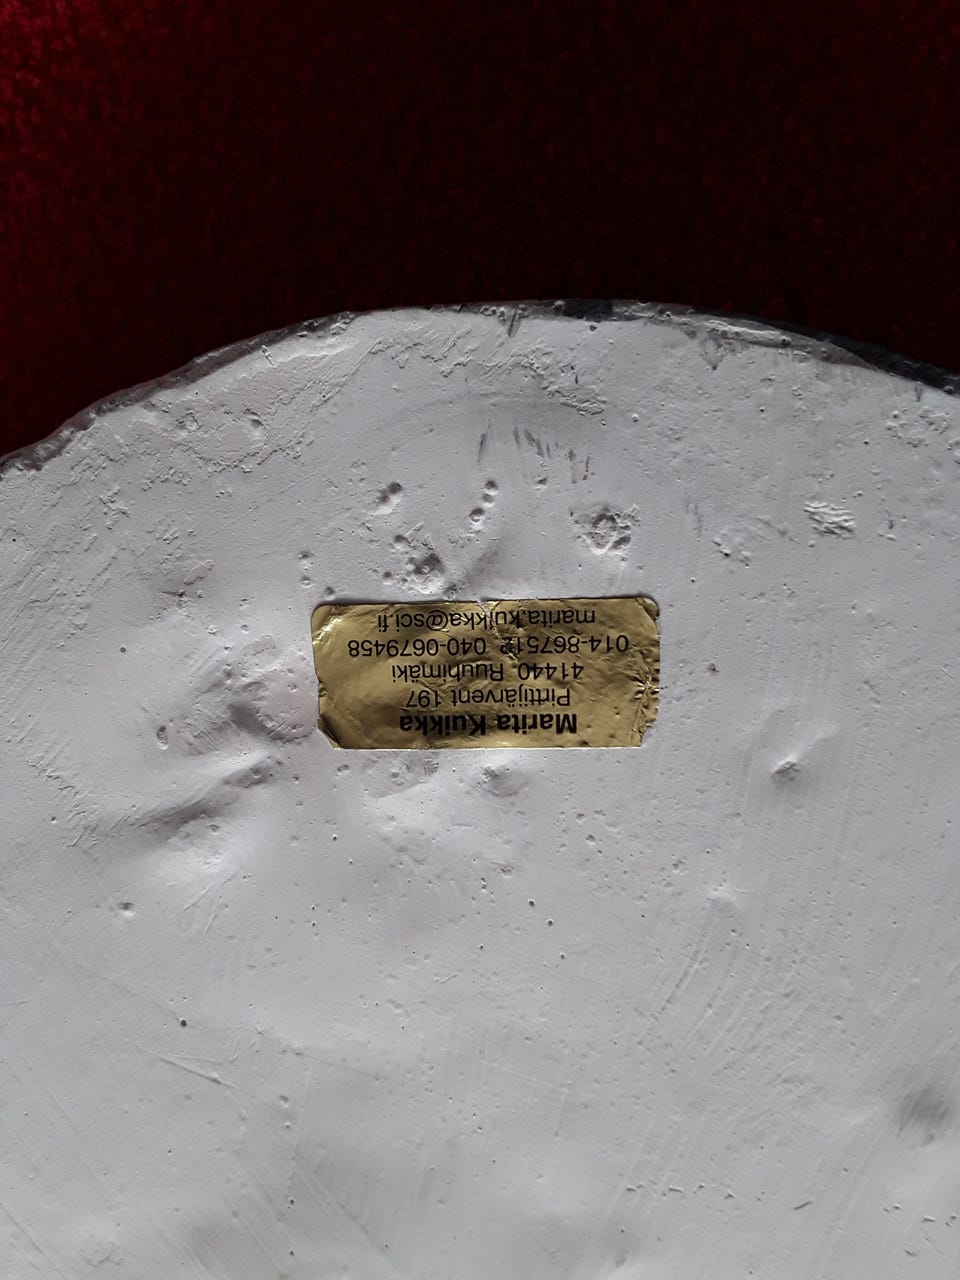 Marita Kuikka
Pirttijärvent 197
41440 Ruuhimäki
014-867512 040-0679458
marita.kuikka@sci.fi